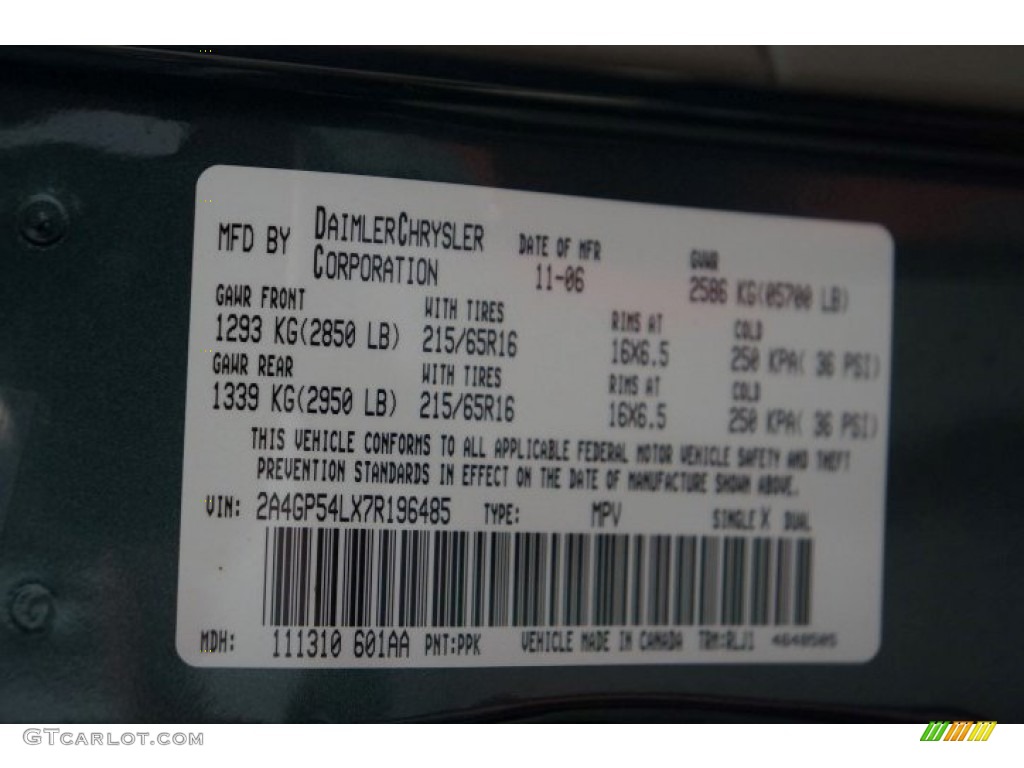 MFD BY DAIMLERCHRYSLER CORPORATION DATE OF MFR 11-06 GVWR 2586 KG(05700 LB)
GAWR FRONT WITH TIRES RIMS AT COLD
1293 KG(2850 LB) 215/65R16 16X6.5 250 KPA( 36 PSI)
GAWR REAR WITH TIRES RIMS AT COLD
1339 KG(2950 LB) 215/65R16 16X6.5 250 KPA( 36 PSI)
THIS VEHICLE CONFORMS TO ALL APPLICABLE FEDERAL MOTOR VEHICLE SAFETY AND THEFT
PREVENTION STANDARDS IN EFFECT ON THE DATE OF MANUFACTURE SHOWN ABOVE.
VIN: 2A4GP54LX7R196485 TYPE: MPV SINGLE X DUAL
MDH: 111310 601AA PNT:PPK VEHICLE MADE IN CANADA TRM:RLJ1 4648505
GTCARLOT.COM